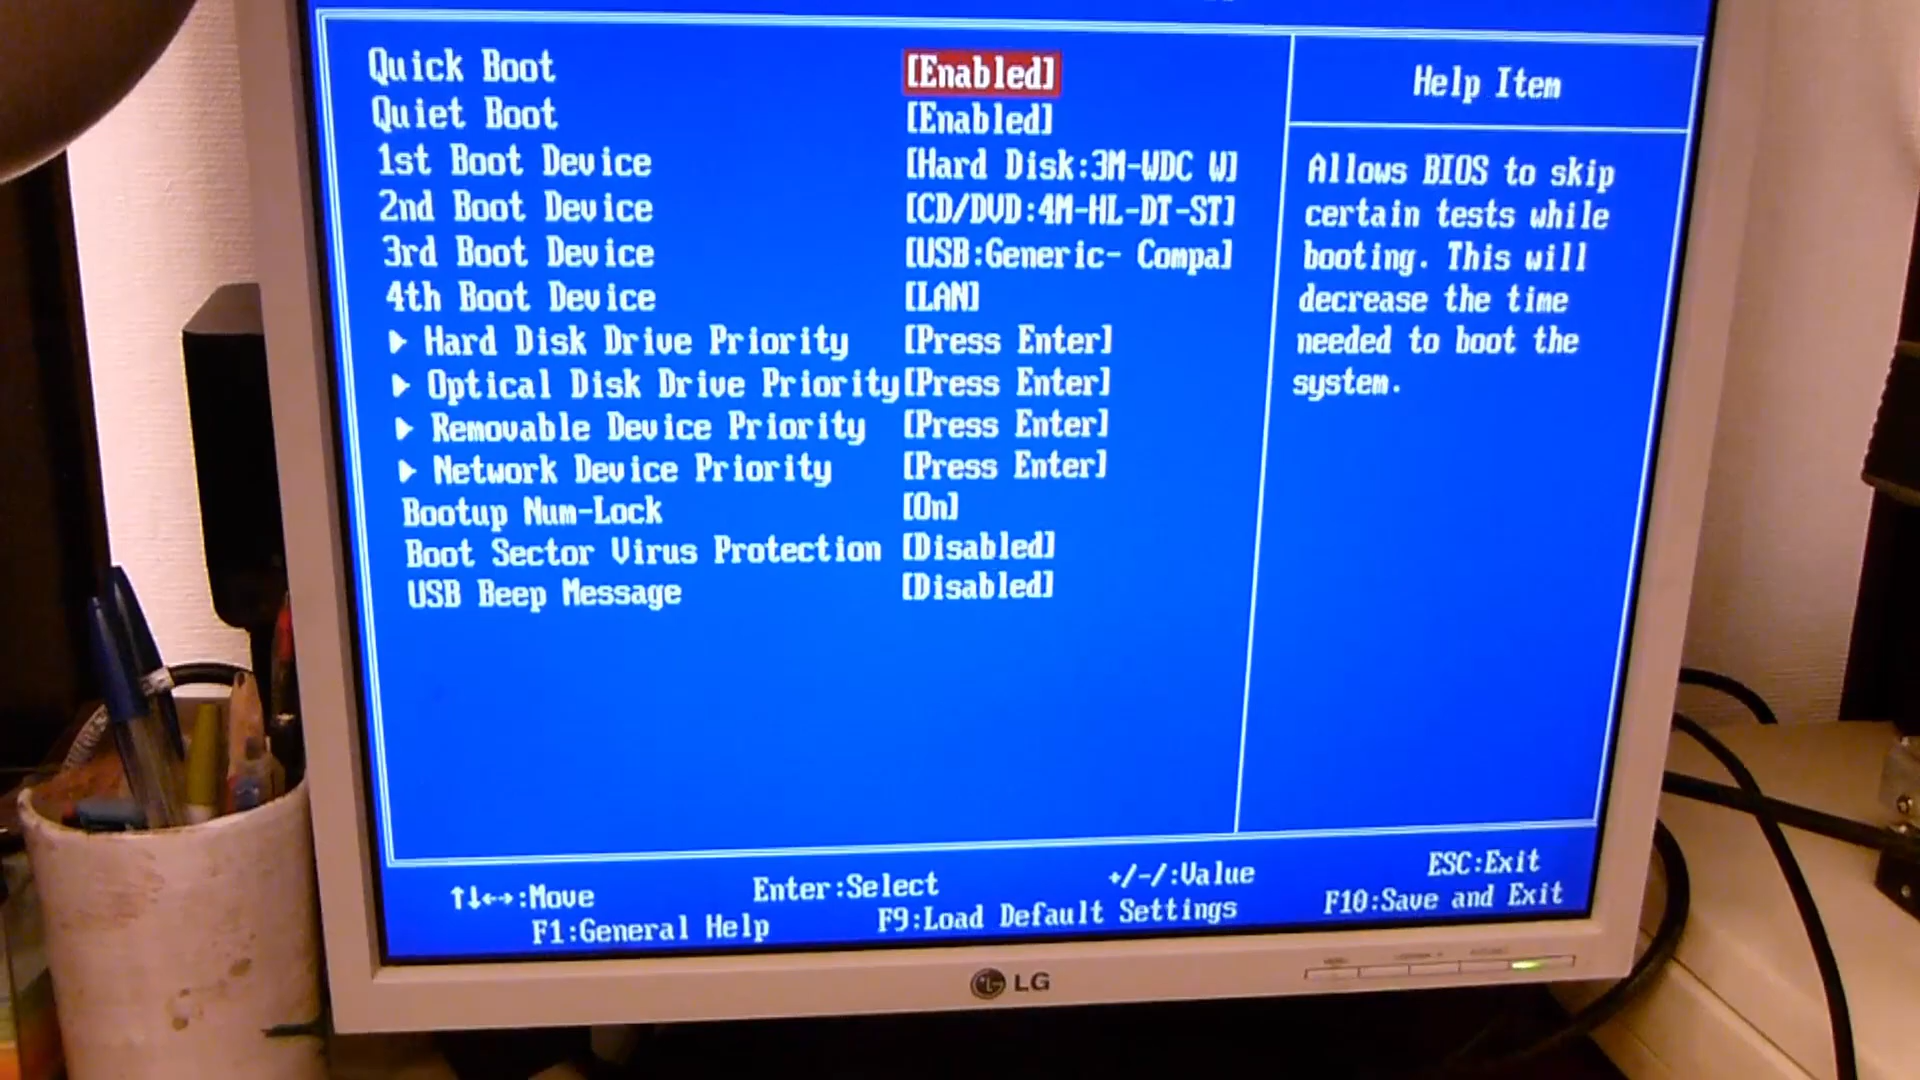 Quick Boot [Enabled]
Quiet Boot [Enabled]
1st Boot Device [Hard Disk:3M-WDC W]
2nd Boot Device [CD/DVD:4M-HL-DT-ST]
3rd Boot Device [USB:Generic- Compa]
4th Boot Device [LAN]
▶ Hard Disk Drive Priority [Press Enter]
▶ Optical Disk Drive Priority [Press Enter]
▶ Removable Device Priority [Press Enter]
▶ Network Device Priority [Press Enter]
Bootup Num-Lock [On]
Boot Sector Virus Protection [Disabled]
USB Beep Message [Disabled]
Help Item
Allows BIOS to skip
certain tests while
booting. This will
decrease the time
needed to boot the
system.
↑↓←→:Move Enter:Select +/-/:Value ESC:Exit
F1:General Help F9:Load Default Settings F10:Save and Exit
LG